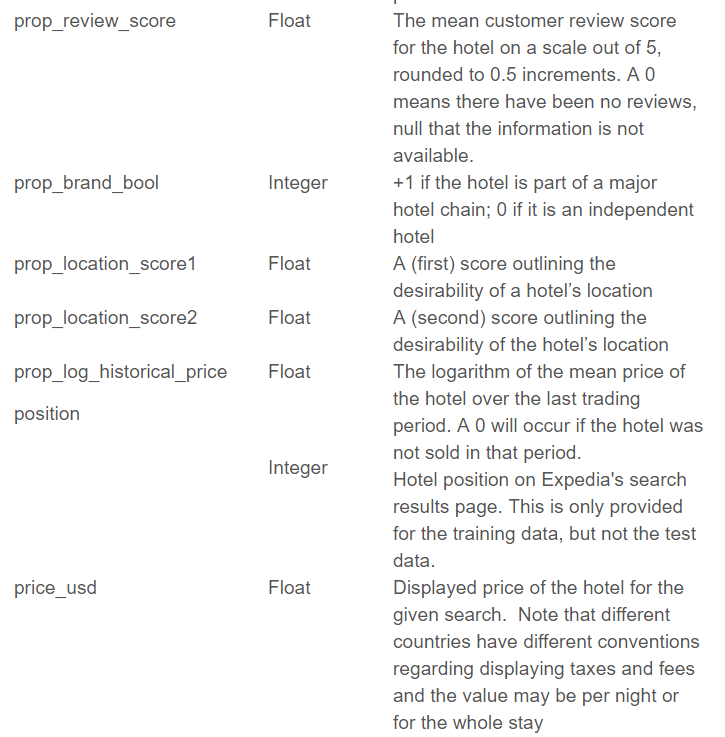 prop_review_score Float The mean customer review score
for the hotel on a scale out of 5,
rounded to 0.5 increments. A 0
means there have been no reviews,
null that the information is not
available.
prop_brand_bool Integer +1 if the hotel is part of a major
hotel chain; 0 if it is an independent
hotel
prop_location_score1 Float A (first) score outlining the
desirability of a hotel’s location
prop_location_score2 Float A (second) score outlining the
desirability of the hotel’s location
prop_log_historical_price Float The logarithm of the mean price of
the hotel over the last trading
position
period. A 0 will occur if the hotel was
not sold in that period.
Integer
Hotel position on Expedia's search
results page. This is only provided
for the training data, but not the test
data.
price_usd Float Displayed price of the hotel for the
given search.  Note that different
countries have different conventions
regarding displaying taxes and fees
and the value may be per night or
for the whole stay